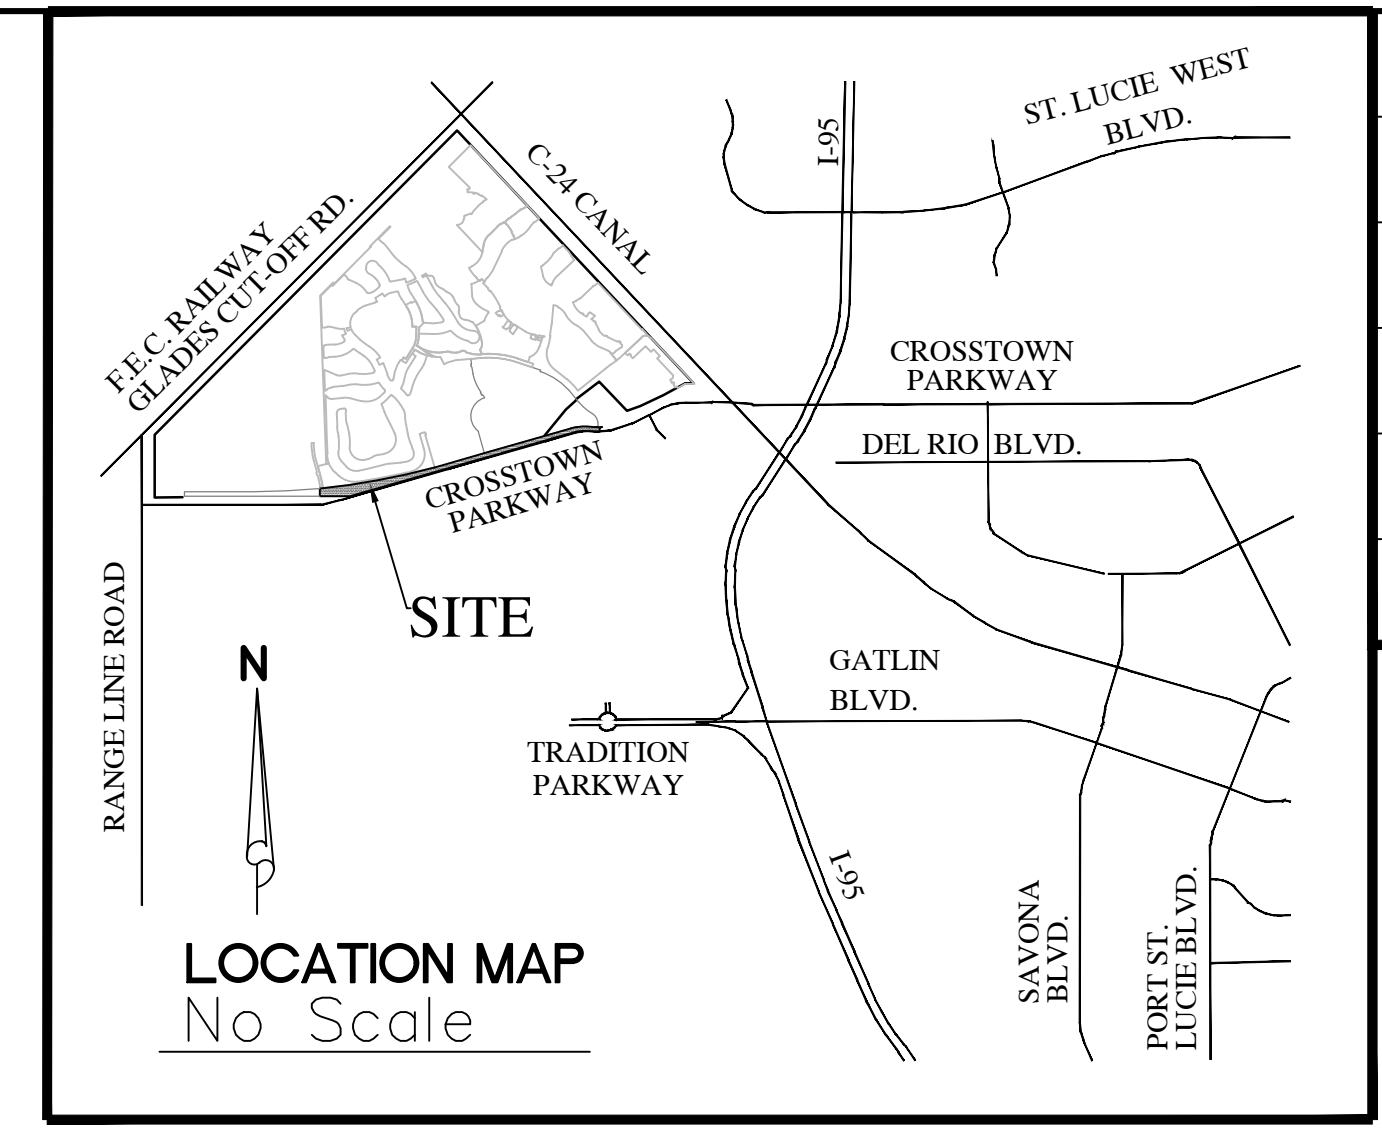 ST. LUCIE WEST
BLVD.
I-95
C-24 CANAL
F.E.C. RAILWAY
GLADES CUT-OFF RD.
CROSSTOWN
PARKWAY
DEL RIO BLVD.
CROSSTOWN
PARKWAY
SITE
RANGE LINE ROAD
N
GATLIN
BLVD.
TRADITION
PARKWAY
I-95
SAVONA
BLVD.
PORT ST.
LUCIE BLVD.
LOCATION MAP
No Scale